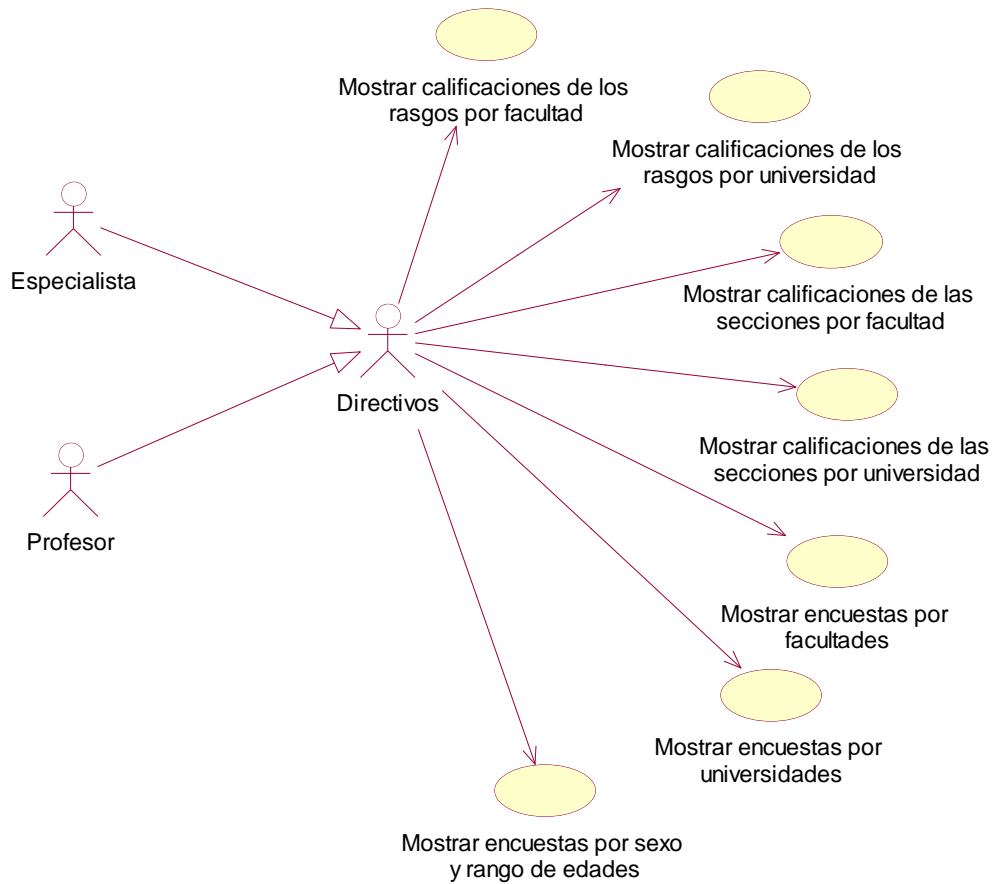 Mostrar calificaciones de los
rasgos por facultad
Mostrar calificaciones de los
rasgos por universidad
Especialista
Mostrar calificaciones de las
secciones por facultad
Directivos
Mostrar calificaciones de las
secciones por universidad
Profesor
Mostrar encuestas por
facultades
Mostrar encuestas por
universidades
Mostrar encuestas por sexo
y rango de edades